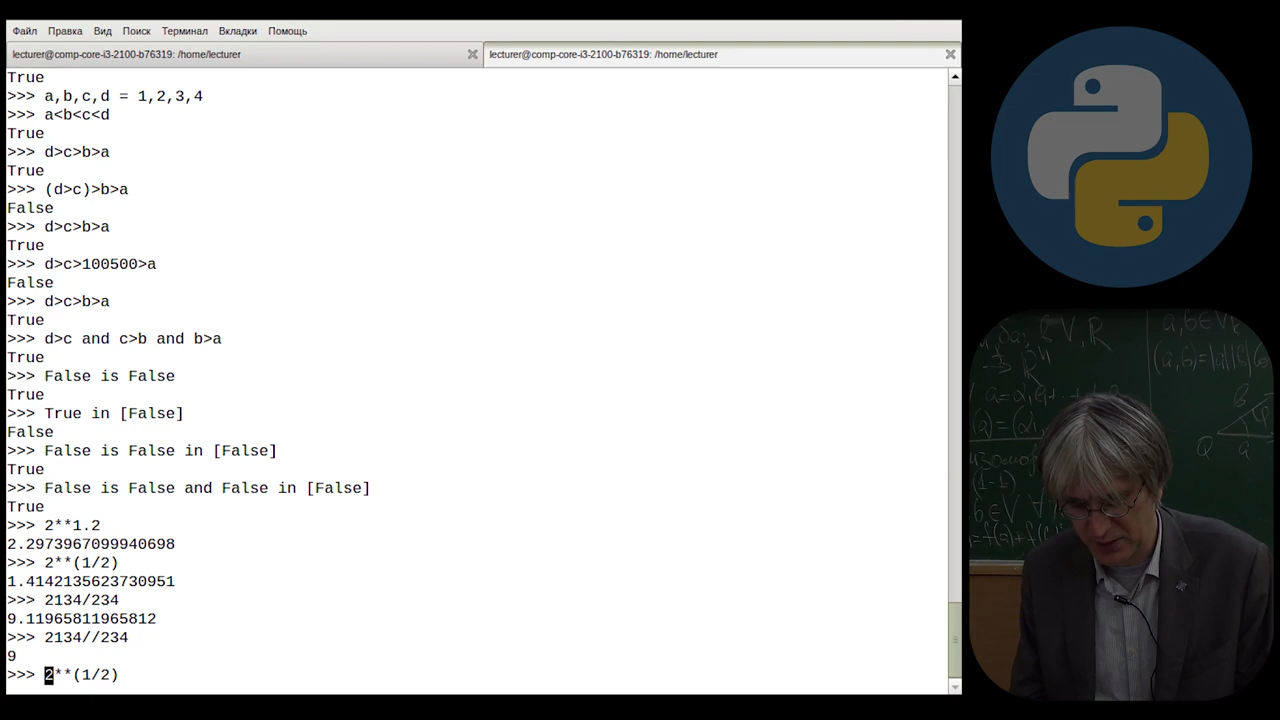 Файл Правка Вид Поиск Терминал Вкладки Помощь
lecturer@comp-core-i3-2100-b76319: /home/lecturer lecturer@comp-core-i3-2100-b76319: /home/lecturer
True
>>> a,b,c,d = 1,2,3,4
>>> a<b<c<d
True
>>> d>c>b>a
True
>>> (d>c)>b>a
False
>>> d>c>b>a
True
>>> d>c>100500>a
False
>>> d>c>b>a
True
>>> d>c and c>b and b>a
True
>>> False is False
True
>>> True in [False]
False
>>> False is False in [False]
True
>>> False is False and False in [False]
True
>>> 2**1.2
2.2973967099940698
>>> 2**(1/2)
1.4142135623730951
>>> 2134/234
9.11965811965812
>>> 2134//234
9
>>> 2**(1/2)